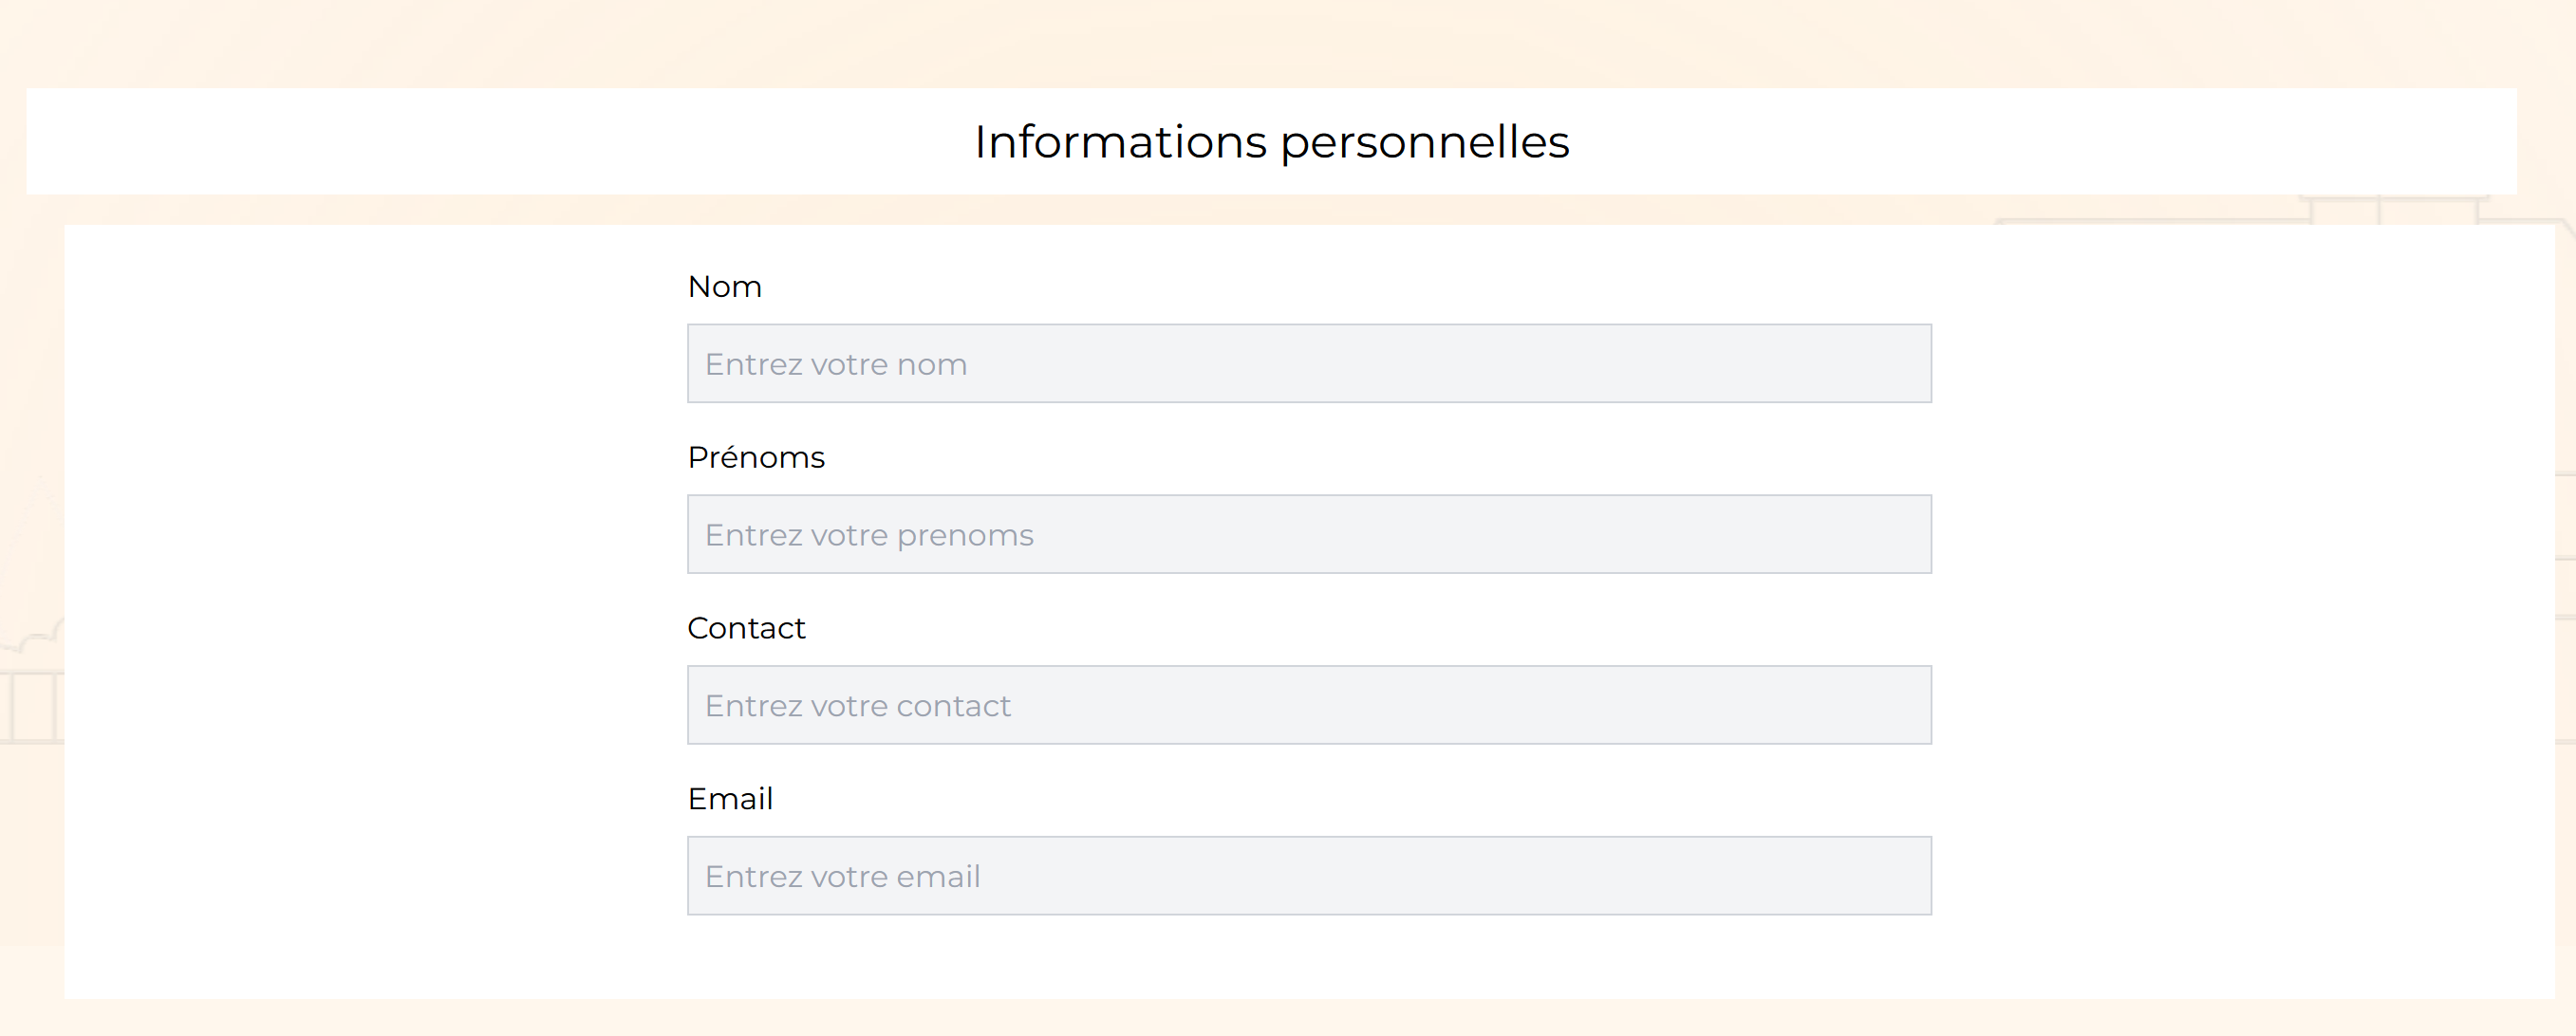 Informations personnelles
Nom
Entrez votre nom
Prénoms
Entrez votre prenoms
Contact
Entrez votre contact
Email
Entrez votre email